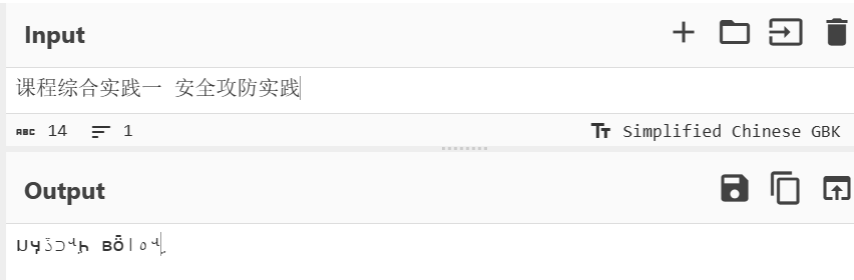 Input
课程综合实践一 安全攻防实践
ABC 14 1 Tт Simplified Chinese GBK
Output